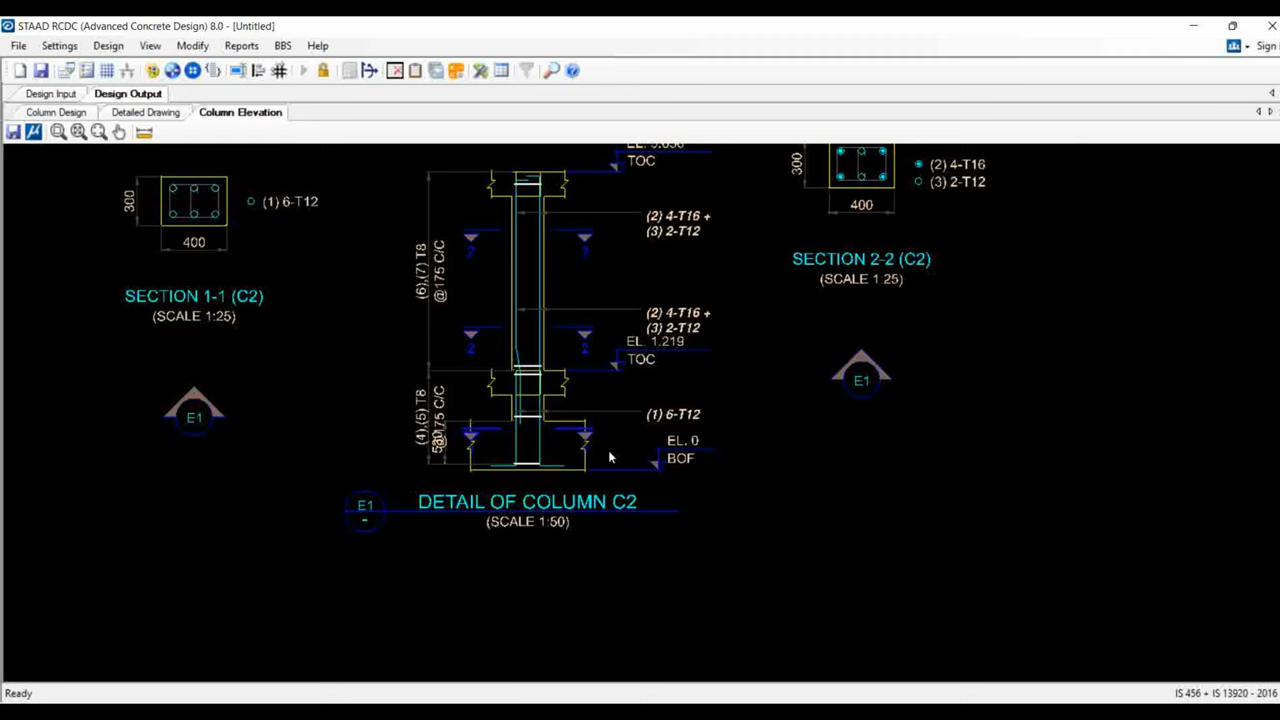 STAAD RCDC (Advanced Concrete Design) 8.0 - [Untitled]
File Settings Design View Modify Reports BBS Help
Sign
Design Input Design Output
Column Design Detailed Drawing Column Elevation
300
(1) 6-T12
400
SECTION 1-1 (C2)
(SCALE 1:25)
E1
TOC
(2) 4-T16 +
(3) 2-T12
(6),(7) T8
@175 C/C
2
(2) 4-T16 +
(3) 2-T12
2 2
EL. 1.219
TOC
(4),(5) T8
@175 C/C
(1) 6-T12
EL. 0
BOF
E1
-
DETAIL OF COLUMN C2
(SCALE 1:50)
300
(2) 4-T16
(3) 2-T12
400
SECTION 2-2 (C2)
(SCALE 1:25)
E1
Ready
IS 456 + IS 13920 - 2016